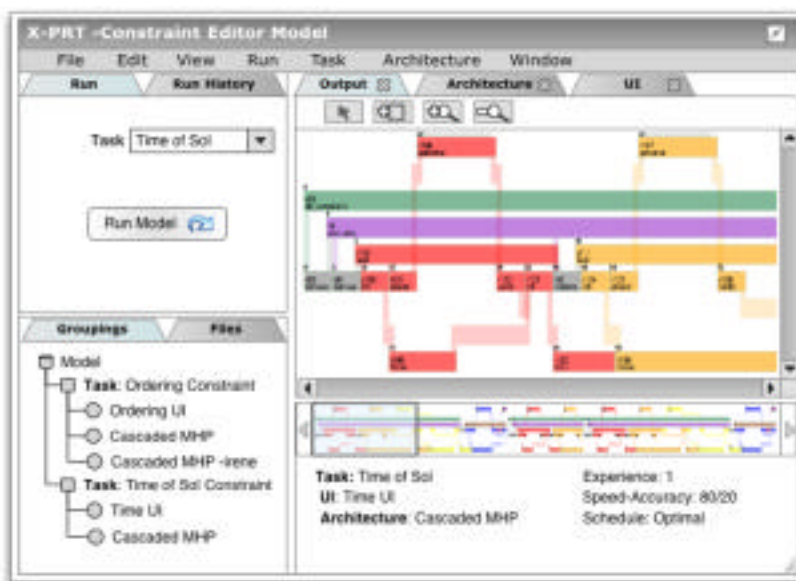 X-PRT -Constraint Editor Model
File Edit View Run Task Architecture Window
Run Run History
Output Architecture UI
Task Time of Sol
Run Model
Groupings Files
Model
Task: Ordering Constraint
Ordering UI
Cascaded MHP
Cascaded MHP -Irene
Task: Time of Sol Constraint
Time UI
Cascaded MHP
Task: Time of Sol
UI: Time UI
Architecture: Cascaded MHP
Experience: 1
Speed-Accuracy: 80/20
Schedule: Optimal